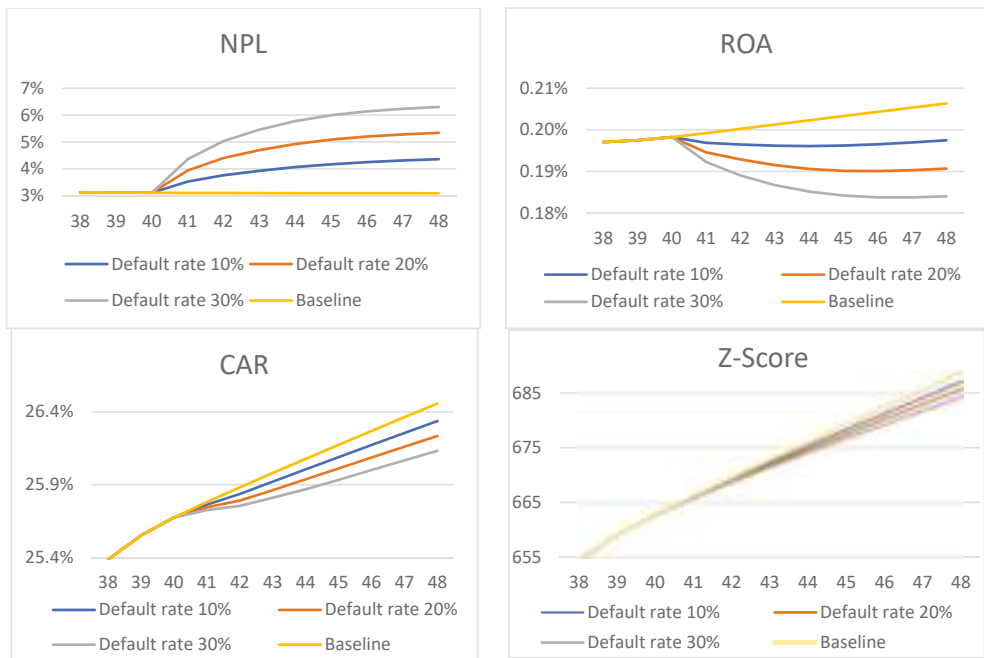 NPL
7%
6%
5%
4%
3%
38 39 40 41 42 43 44 45 46 47 48
Default rate 10% Default rate 20%
Default rate 30% Baseline
ROA
0.21%
0.20%
0.19%
0.18%
38 39 40 41 42 43 44 45 46 47 48
Default rate 10% Default rate 20%
Default rate 30% Baseline
CAR
26.4%
25.9%
25.4%
38 39 40 41 42 43 44 45 46 47 48
Default rate 10% Default rate 20%
Default rate 30% Baseline
Z-Score
685
675
665
655
38 39 40 41 42 43 44 45 46 47 48
Default rate 10% Default rate 20%
Default rate 30% Baseline